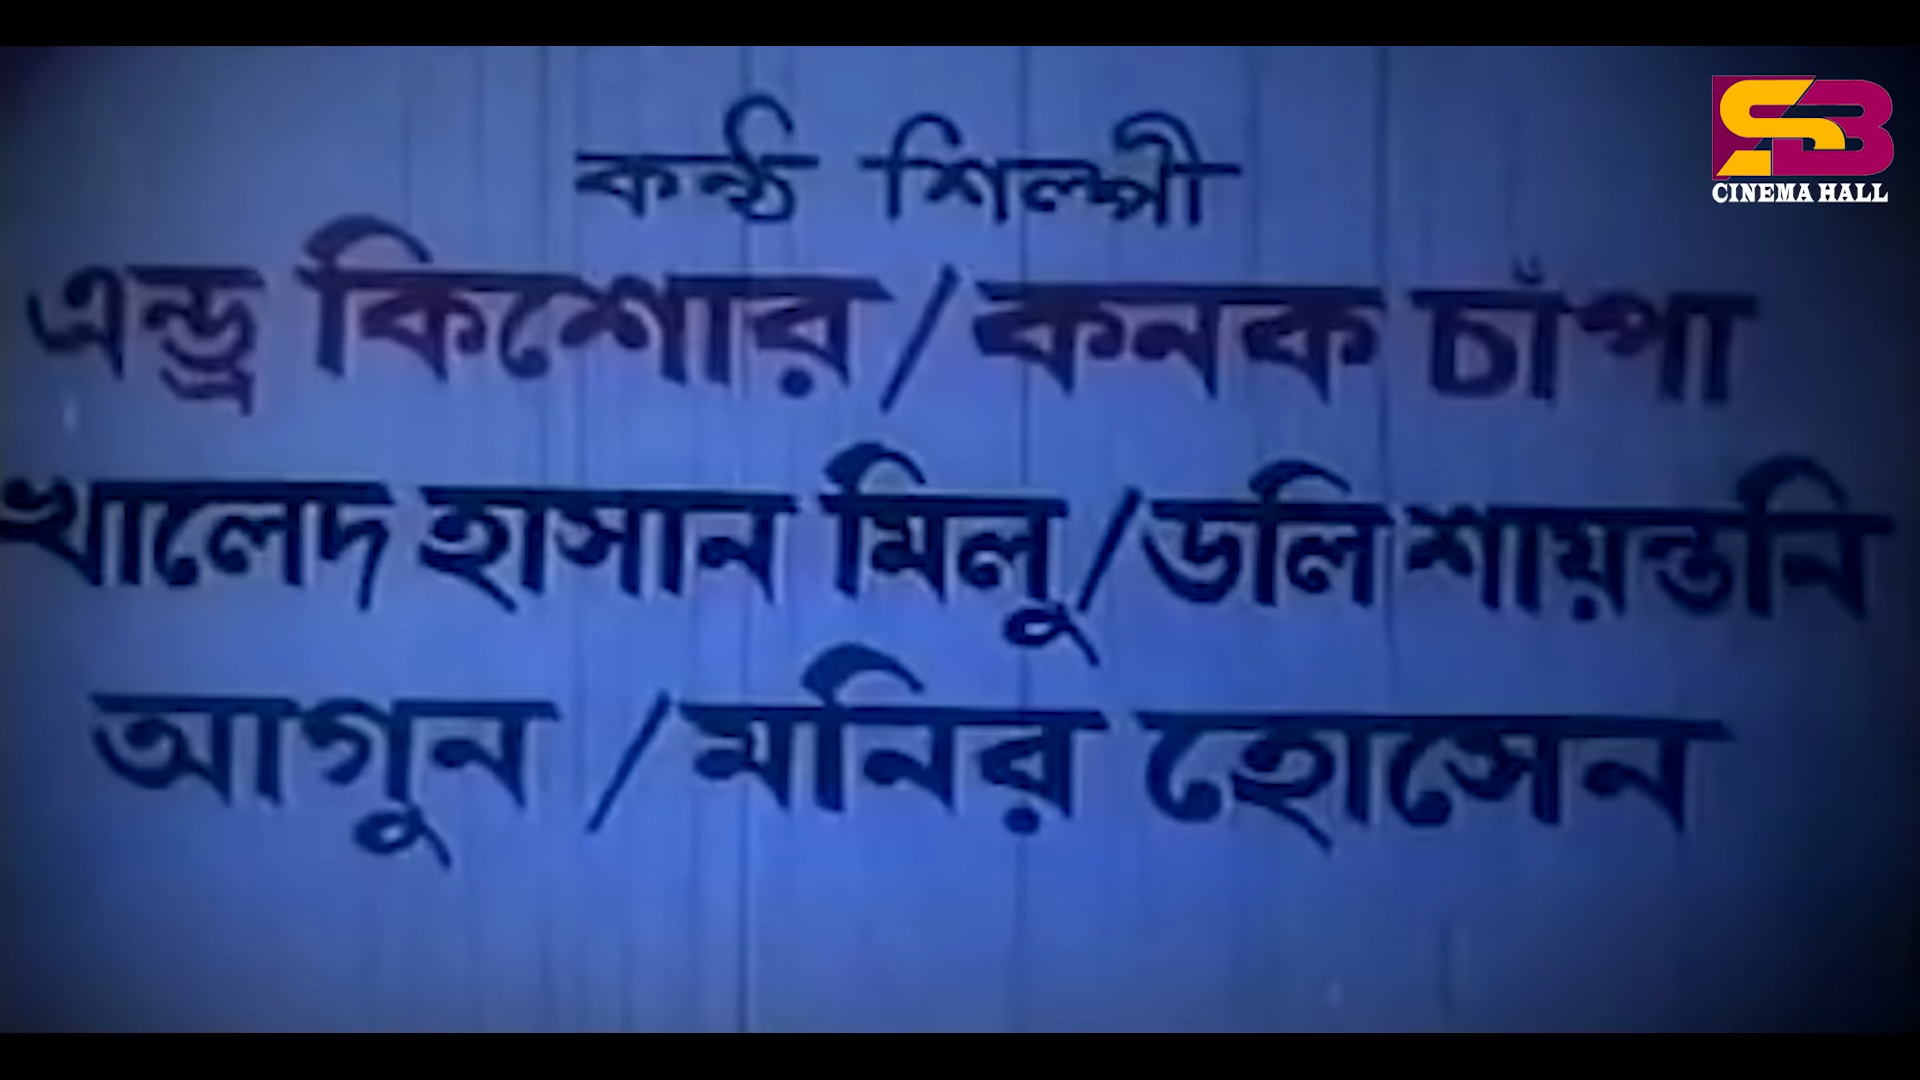 কন্ঠ শিল্পী
এন্ড্রু কিশোর / কনক চাঁপা
খালেদ হাসান মিলু / ডলি শায়ন্তনি
আগুন / মনির হোসেন
SB
CINEMA HALL